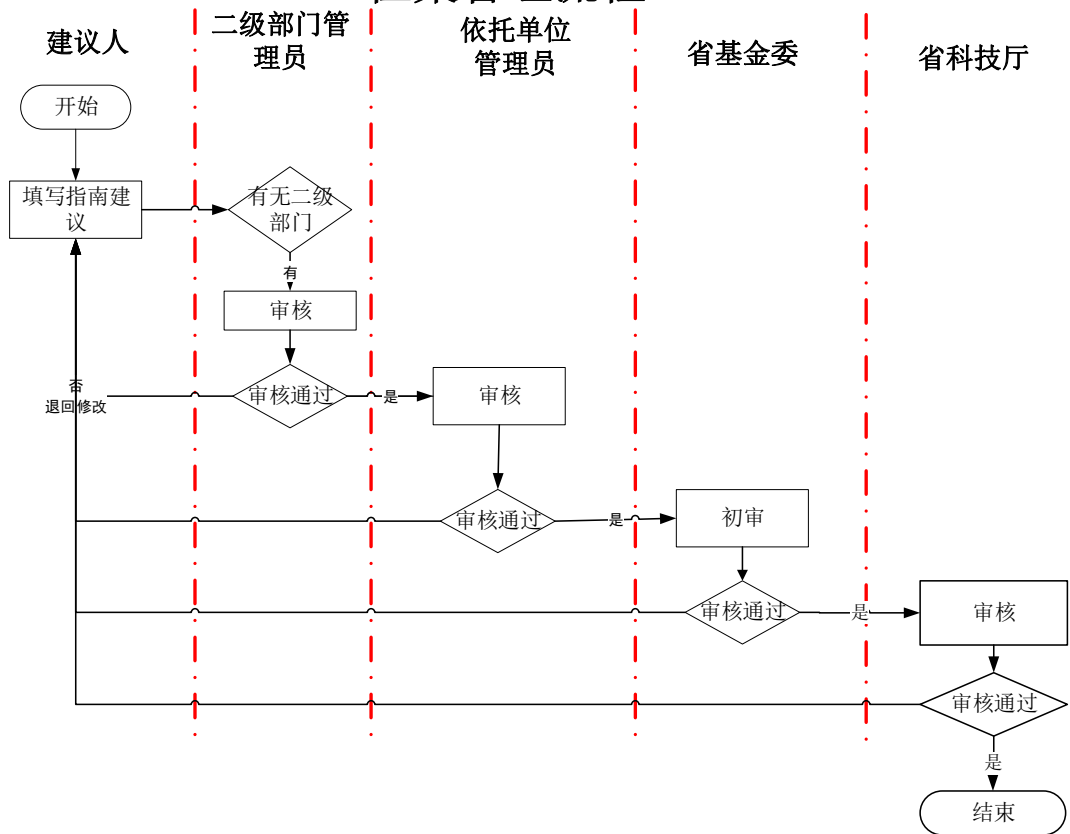 建议人
二级部门管
理员
依托单位
管理员
省基金委
省科技厅
开始
填写指南建
议
有无二级
部门
有
审核
审核通过
否
退回修改
是
审核
审核通过
是
初审
审核通过
是
审核
审核通过
是
结束